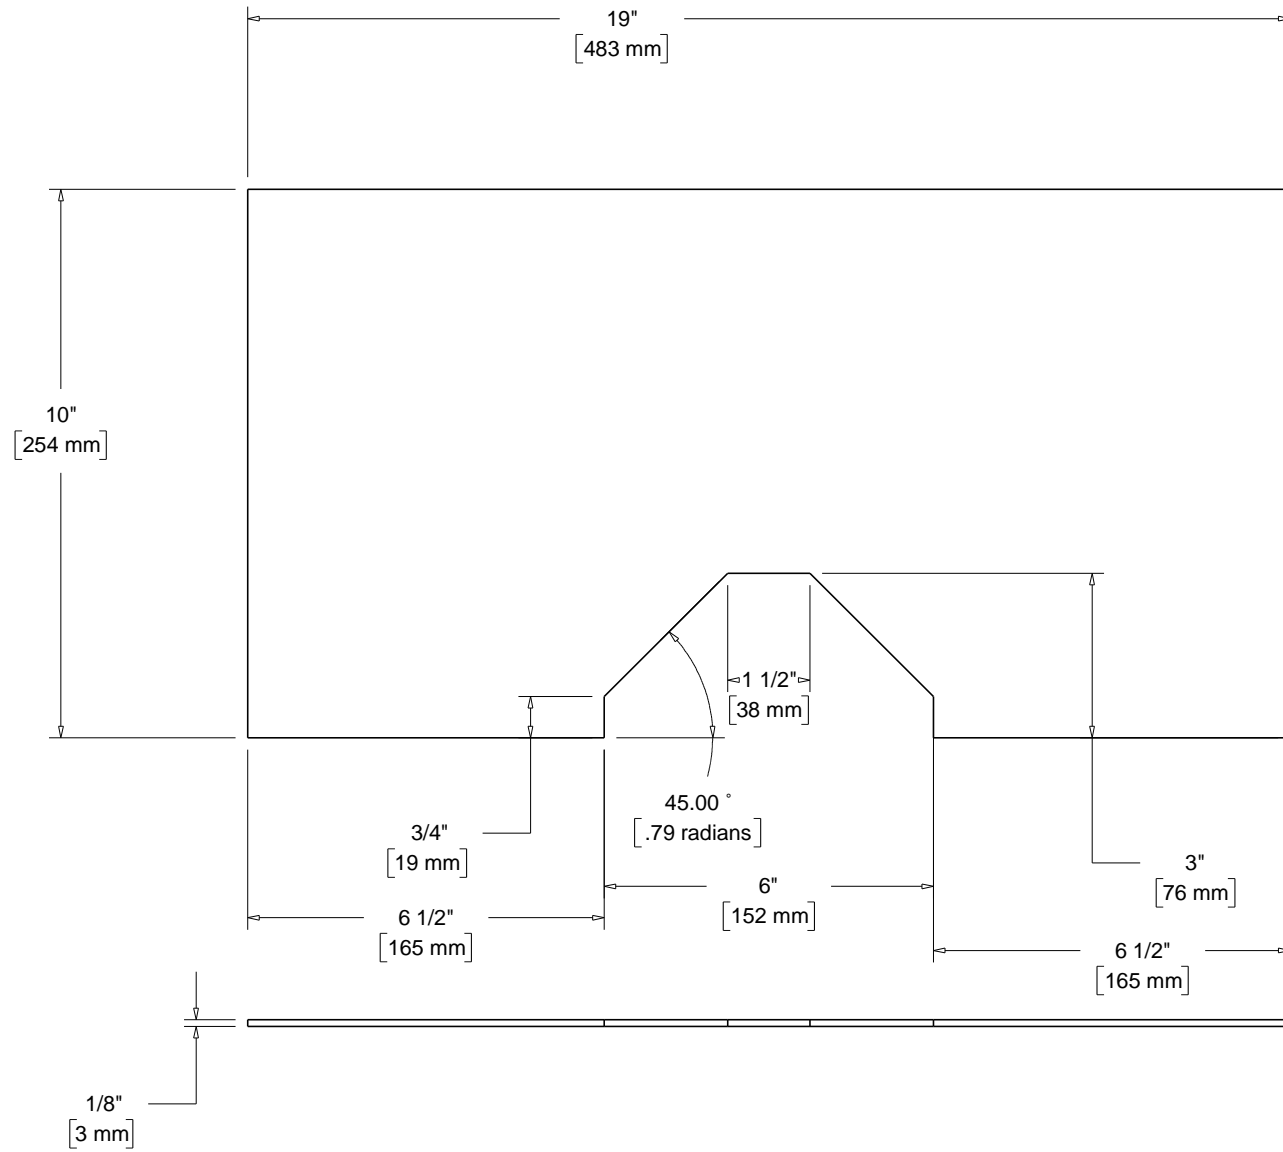 19"
[483 mm]
10"
[254 mm]
1 1/2"
[38 mm]
45.00 °
[.79 radians]
3/4"
[19 mm]
3"
[76 mm]
6"
[152 mm]
6 1/2"
[165 mm]
6 1/2"
[165 mm]
1/8"
[3 mm]